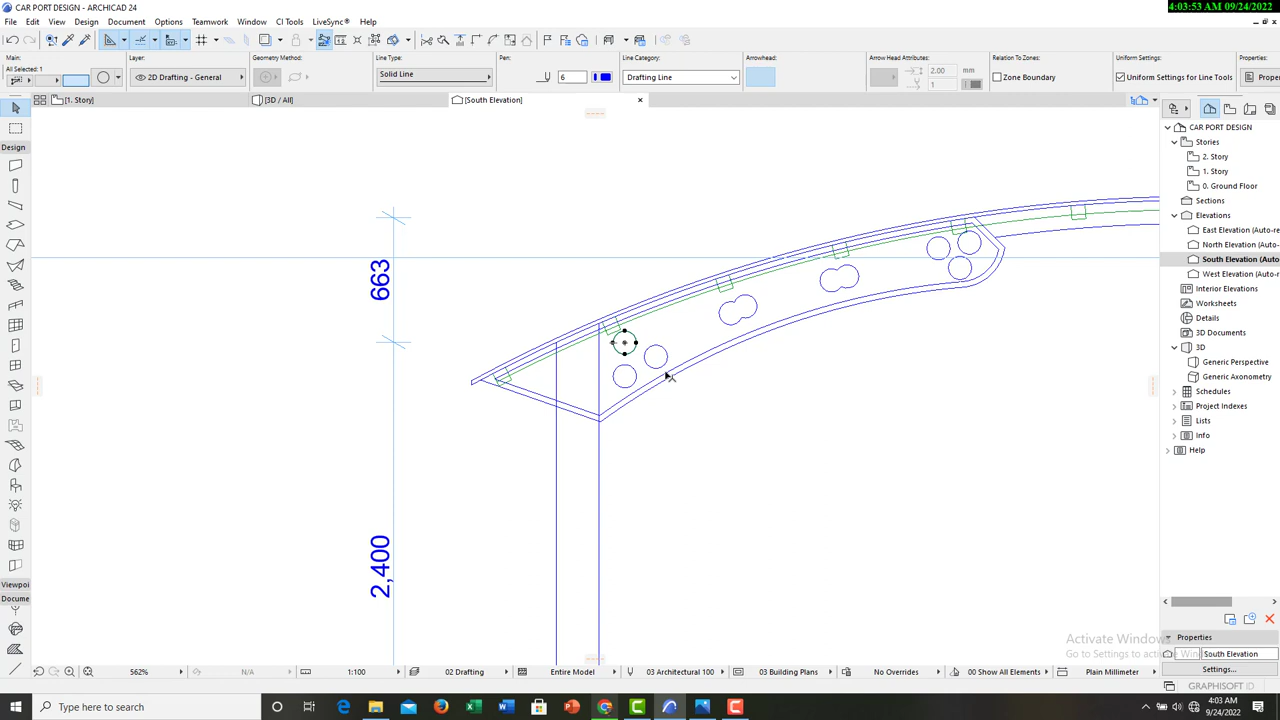 CAR PORT DESIGN - ARCHICAD 24
4:03:53 AM 09/24/2022
File Edit View Design Document Options Teamwork Window CI Tools LiveSync® Help
Main:
All Selected: 1
Layer:
2D Drafting - General
Geometry Method:
Line Type:
Solid Line
Pen:
6
Line Category:
Drafting Line
Arrowhead:
Arrow Head Attributes:
2.00 mm
1
Relation to Zones:
Zone Boundary
Uniform Settings:
Uniform Settings for Line Tools
Properties:
[1. Story]
[3D / All]
[South Elevation]
Design
Viewpoi
Docume
663
2,400
CAR PORT DESIGN
Stories
2. Story
1. Story
0. Ground Floor
Sections
Elevations
East Elevation (Auto-re
North Elevation (Auto-r
South Elevation (Auto
West Elevation (Auto-re
Interior Elevations
Worksheets
Details
3D Documents
3D
Generic Perspective
Generic Axonometry
Schedules
Project Indexes
Lists
Info
Help
Properties
South Elevation
Settings...
Activate Windows
Go to Settings to activate Win
562%
N/A
1:100
03 Drafting
Entire Model
03 Architectural 100
03 Building Plans
No Overrides
00 Show All Elements
Plain Millimeter
GRAPHISOFT ID
Type here to search
4:03 AM
9/24/2022